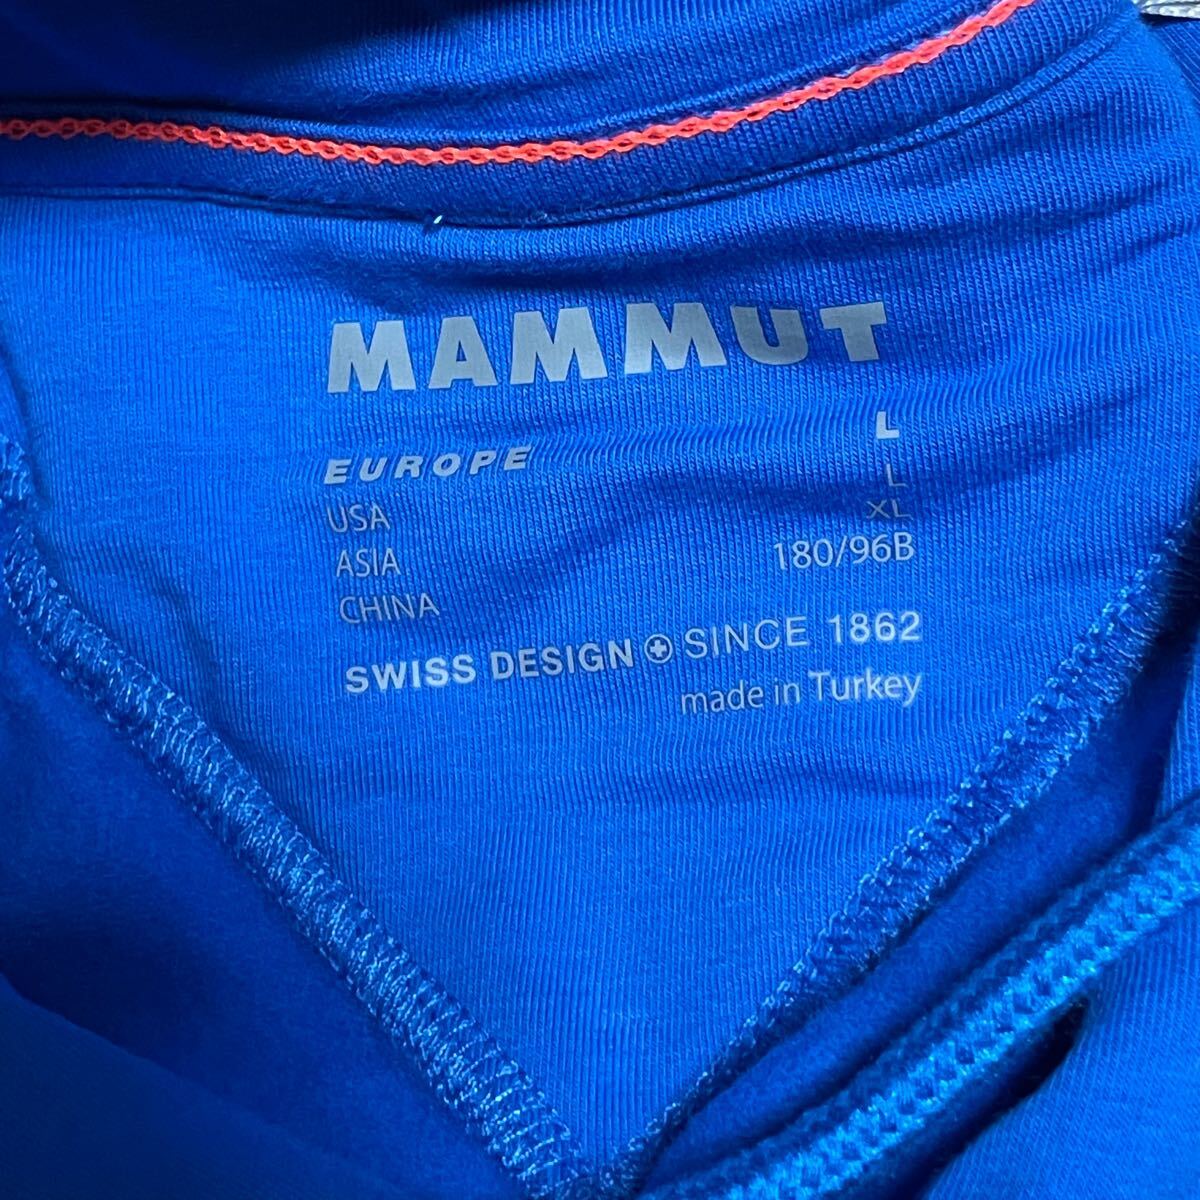 MAMMUT
EUROPE L
USA L
ASIA XL
CHINA 180/96B
SWISS DESIGN SINCE 1862
made in Turkey